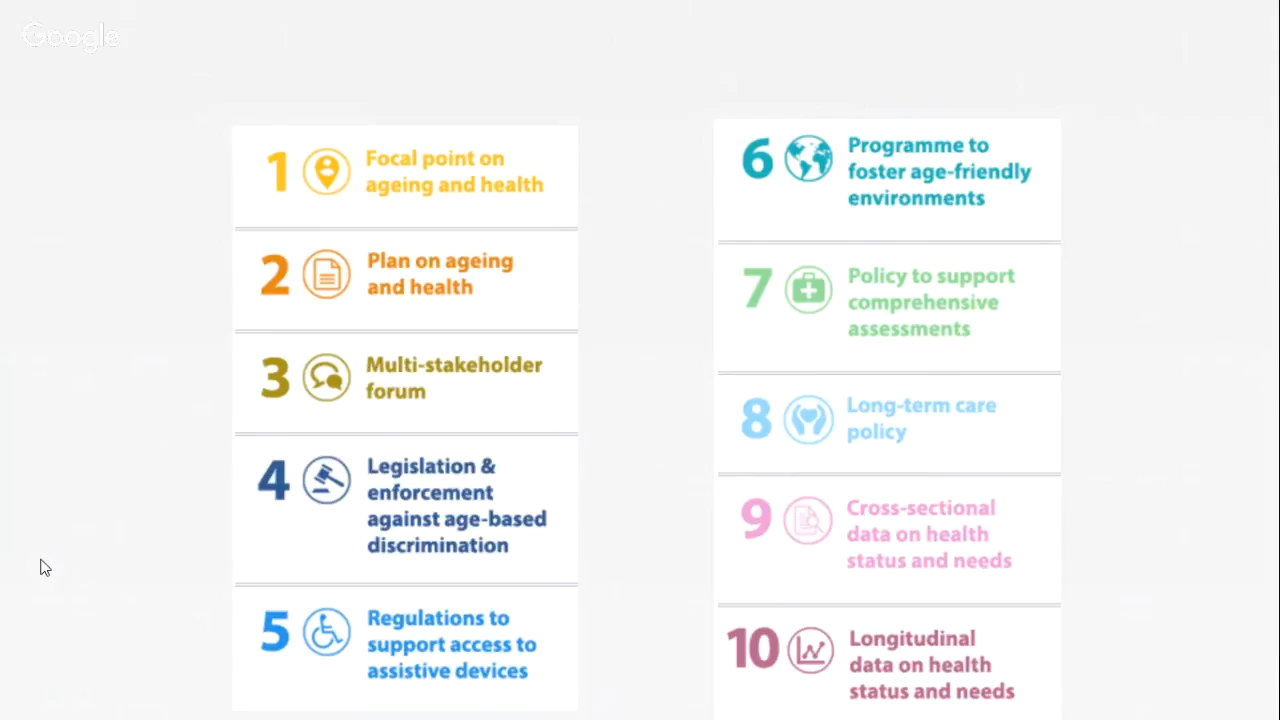 Google
1
Focal point on
ageing and health
2
Plan on ageing
and health
3
Multi-stakeholder
forum
4
Legislation &
enforcement
against age-based
discrimination
5
Regulations to
support access to
assistive devices
6
Programme to
foster age-friendly
environments
7
Policy to support
comprehensive
assessments
8
Long-term care
policy
9
Cross-sectional
data on health
status and needs
10
Longitudinal
data on health
status and needs